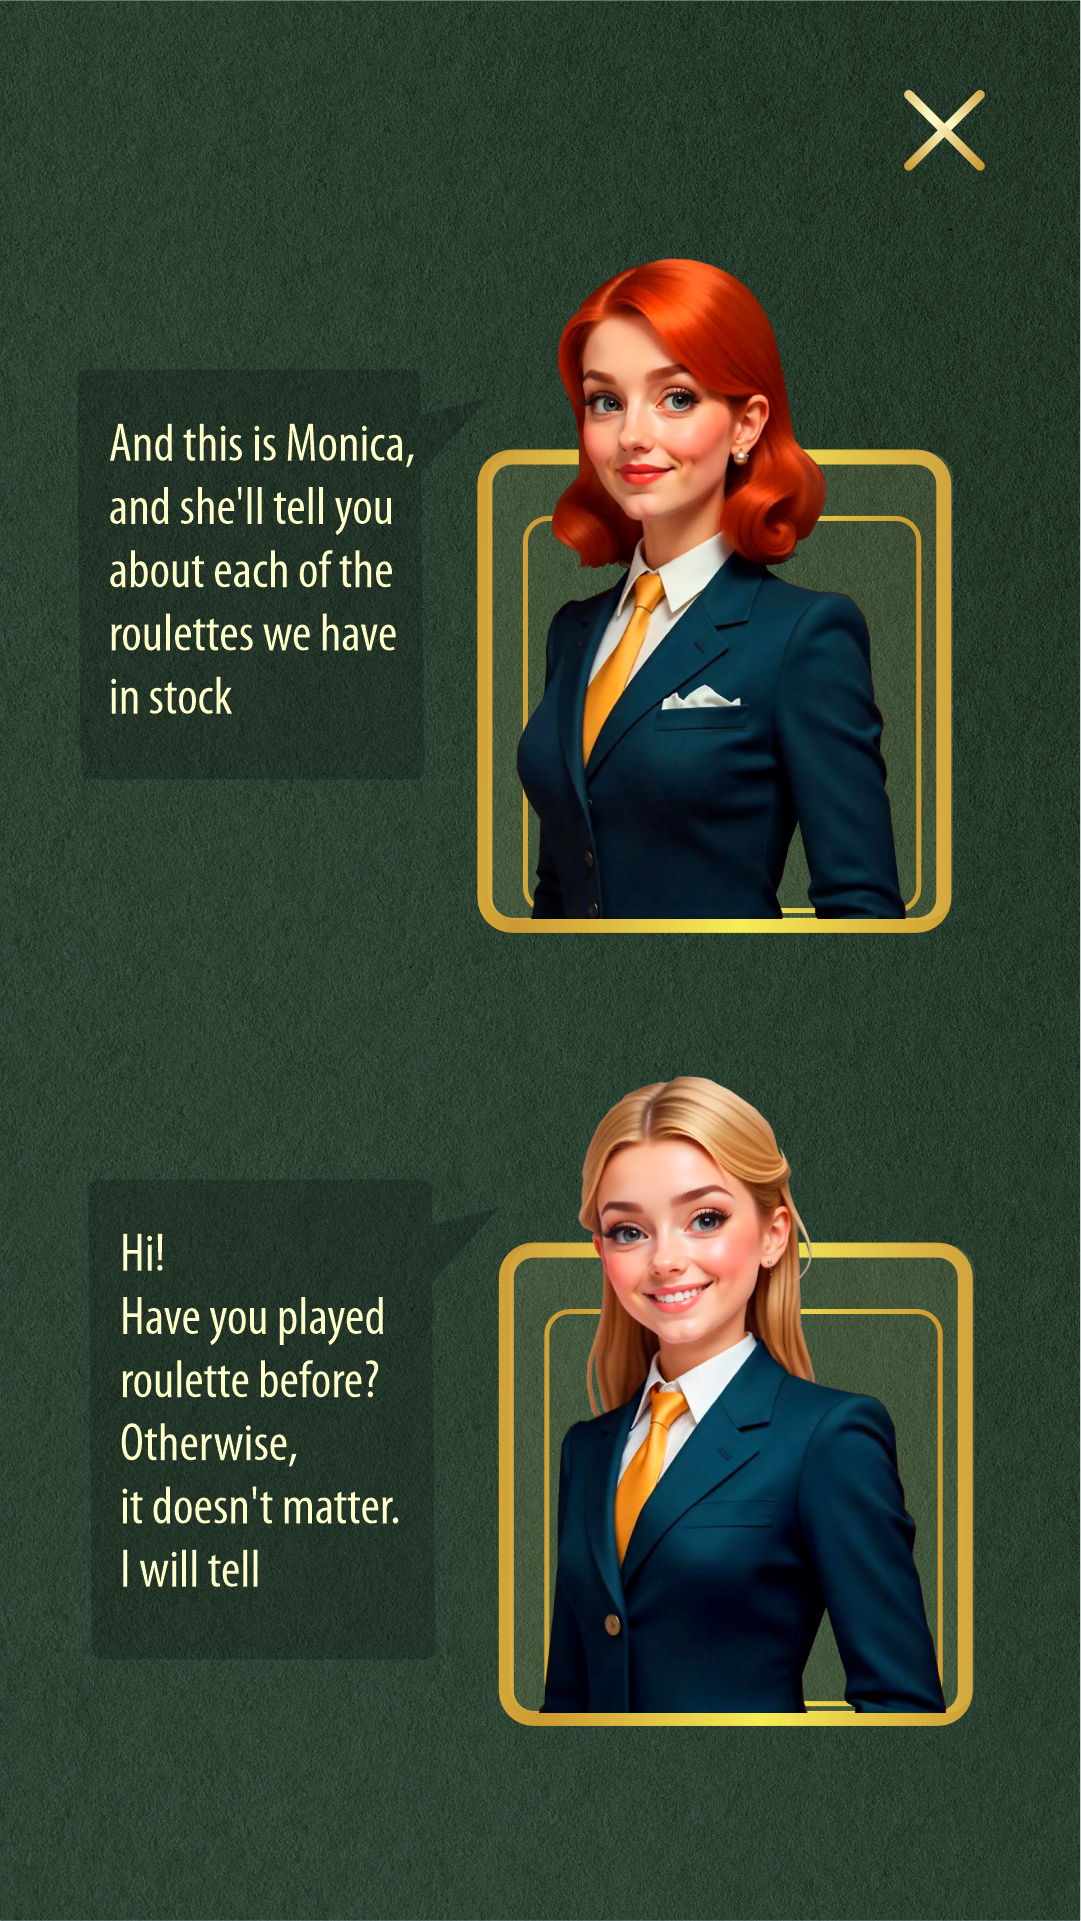 And this is Monica,
and she'll tell you
about each of the
roulettes we have
in stock
Hi!
Have you played
roulette before?
Otherwise,
it doesn't matter.
I will tell